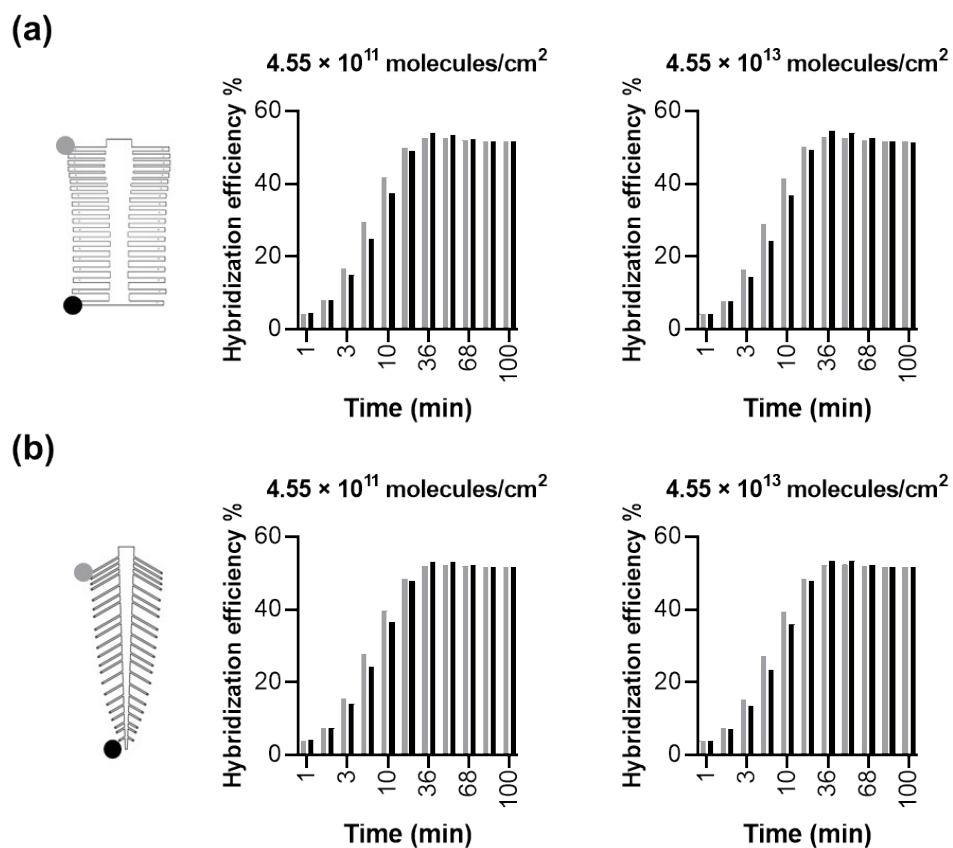 (a)
4.55 × 10¹¹ molecules/cm²
Hybridization efficiency %
60
40
20
0
1
3
10
36
68
100
Time (min)
4.55 × 10¹³ molecules/cm²
Hybridization efficiency %
60
40
20
0
1
3
10
36
68
100
Time (min)
(b)
4.55 × 10¹¹ molecules/cm²
Hybridization efficiency %
60
40
20
0
1
3
10
36
68
100
Time (min)
4.55 × 10¹³ molecules/cm²
Hybridization efficiency %
60
40
20
0
1
3
10
36
68
100
Time (min)